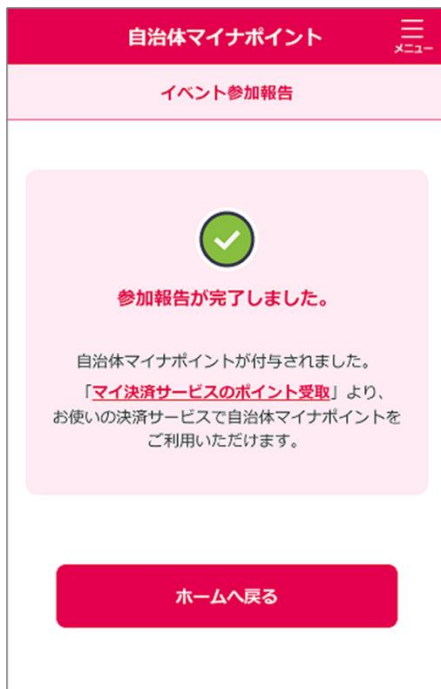 自治体マイナポイント
メニュー
イベント参加報告
参加報告が完了しました。
自治体マイナポイントが付与されました。
「マイ決済サービスのポイント受取」より、
お使いの決済サービスで自治体マイナポイントを
ご利用いただけます。
ホームへ戻る